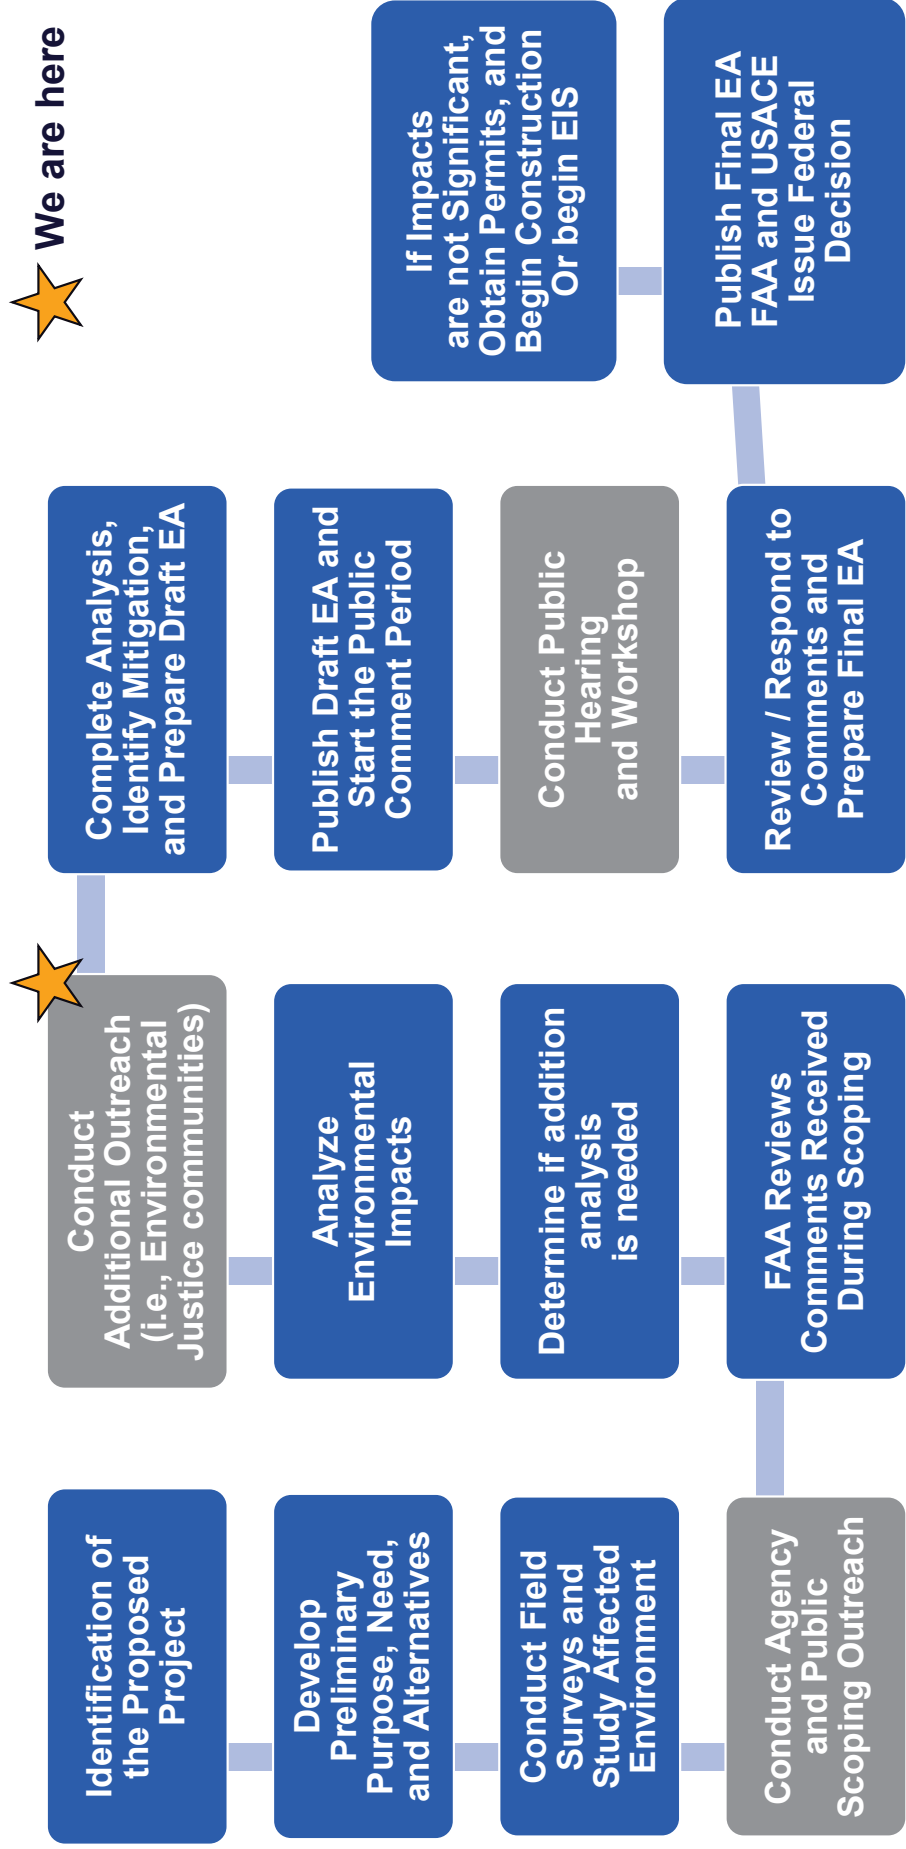 We are here
Identification of
the Proposed
Project
Develop
Preliminary
Purpose, Need,
and Alternatives
Conduct Field
Surveys and
Study Affected
Environment
Conduct Agency
and Public
Scoping Outreach
FAA Reviews
Comments Received
During Scoping
Determine if addition
analysis
is needed
Analyze
Environmental
Impacts
Conduct
Additional Outreach
(i.e., Environmental
Justice communities)
Complete Analysis,
Identify Mitigation,
and Prepare Draft EA
Publish Draft EA and
Start the Public
Comment Period
Conduct Public
Hearing
and Workshop
Review / Respond to
Comments and
Prepare Final EA
Publish Final EA
FAA and USACE
Issue Federal
Decision
If Impacts
are not Significant,
Obtain Permits, and
Begin Construction
Or begin EIS